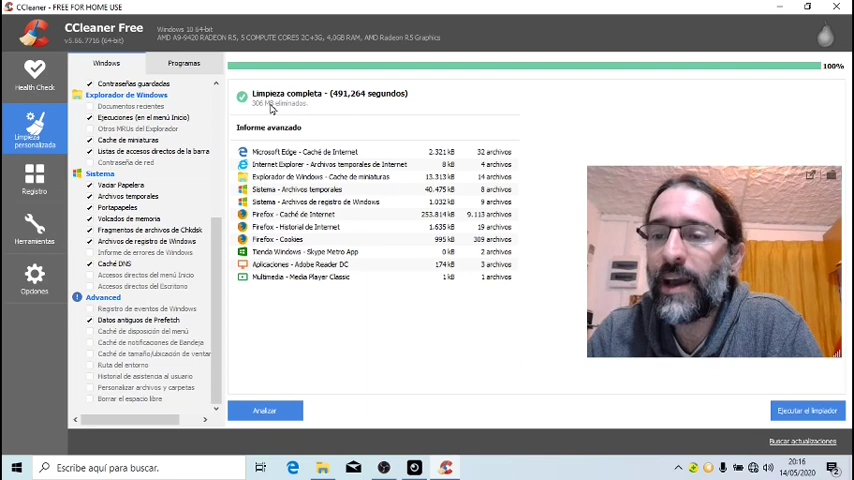 CCleaner - FREE FOR HOME USE
CCleaner Free
v5.66.7716 (64-bit)
Windows 10 64-bit
AMD A9-9420 RADEON R5, 5 COMPUTE CORES 2C+3G, 4,0GB RAM, AMD Radeon R5 Graphics
Health Check
Limpieza
personalizada
Registro
Herramientas
Opciones
Windows
Programas
Contraseñas guardadas
Explorador de Windows
Documentos recientes
Ejecuciones (en el menú Inicio)
Otros MRUs del Explorador
Cache de miniaturas
Listas de accesos directos de la barra
Contraseña de red
Sistema
Vaciar Papelera
Archivos temporales
Portapapeles
Volcados de memoria
Fragmentos de archivos de Chkdsk
Archivos de registro de Windows
Informe de errores de Windows
Caché DNS
Accesos directos del menú Inicio
Accesos directos del Escritorio
Advanced
Registro de eventos de Windows
Datos antiguos de Prefetch
Caché de disposición del menú
Caché de notificaciones de Bandeja
Caché de tamaño/ubicación de ventan
Ruta del entorno
Historial de asistencia al usuario
Personalizar archivos y carpetas
Borrar el espacio libre
100%
Limpieza completa - (491,264 segundos)
306 MB eliminados.
Informe avanzado
Microsoft Edge - Caché de Internet 2.321 kB 32 archivos
Internet Explorer - Archivos temporales de Internet 8 kB 4 archivos
Explorador de Windows - Cache de miniaturas 13.313 kB 14 archivos
Sistema - Archivos temporales 40.475 kB 8 archivos
Sistema - Archivos de registro de Windows 1.032 kB 9 archivos
Firefox - Caché de Internet 253.814 kB 9.113 archivos
Firefox - Historial de Internet 1.635 kB 19 archivos
Firefox - Cookies 995 kB 389 archivos
Tienda Windows - Skype Metro App 0 kB 2 archivos
Aplicaciones - Adobe Reader DC 174 kB 3 archivos
Multimedia - Media Player Classic 1 kB 1 archivos
Analizar
Ejecutar el limpiador
Buscar actualizaciones
Escribe aquí para buscar.
20:16
14/05/2020
2